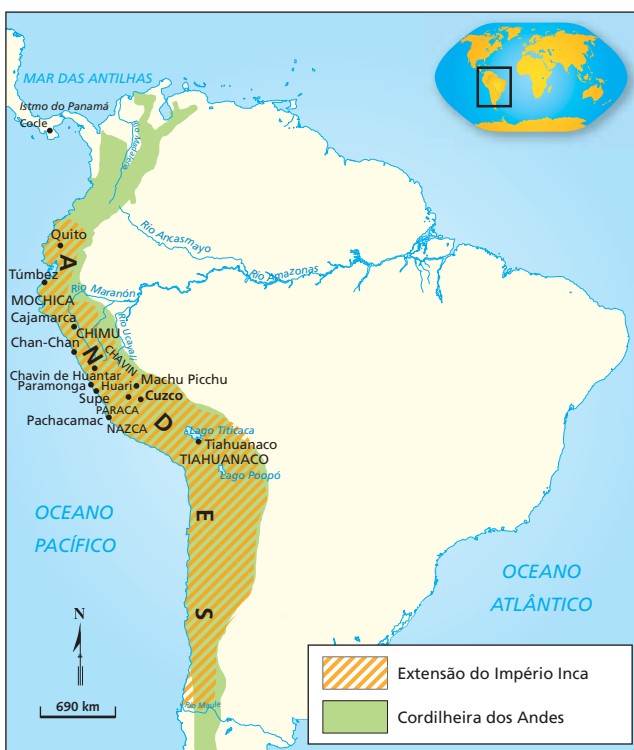 MAR DAS ANTILHAS
Istmo do Panamá
Cocle
Rio Madalena
Rio Ancasmayo
Quito
Rio Amazonas
Túmbez
Rio Maranón
MOCHICA
Cajamarca
CHIMU
Rio Ucayali
Chan-Chan
CHAVIN
Chavin de Huantar
Machu Picchu
Paramonga
Huari
Cuzco
Supe
PARACA
Pachacamac
NAZCA
Lago Titicaca
Tiahuanaco
TIAHUANACO
Lago Poopó
A N D E S
OCEANO
PACÍFICO
OCEANO
ATLÂNTICO
N
690 km
Rio Maule
Extensão do Império Inca
Cordilheira dos Andes